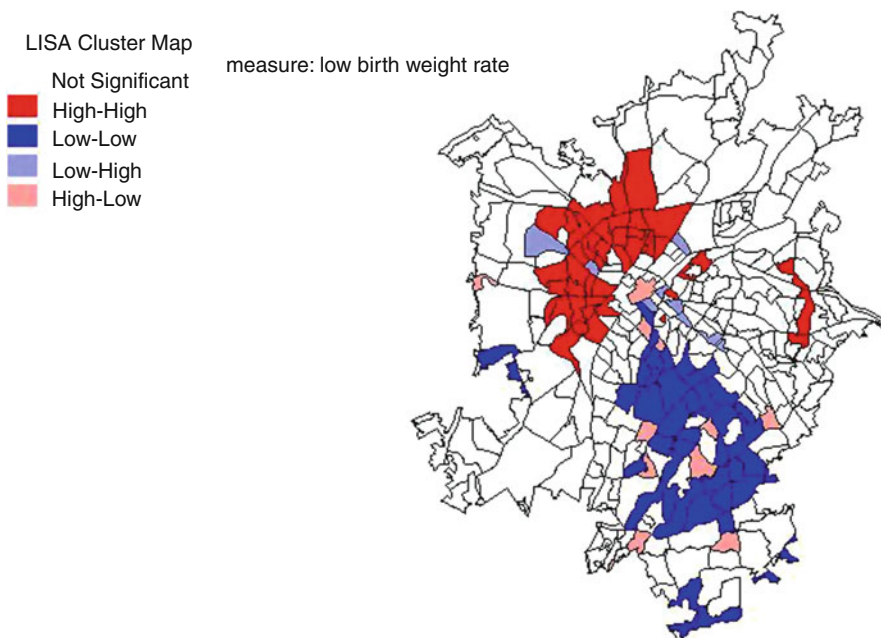 LISA Cluster Map
measure: low birth weight rate
Not Significant
High-High
Low-Low
Low-High
High-Low